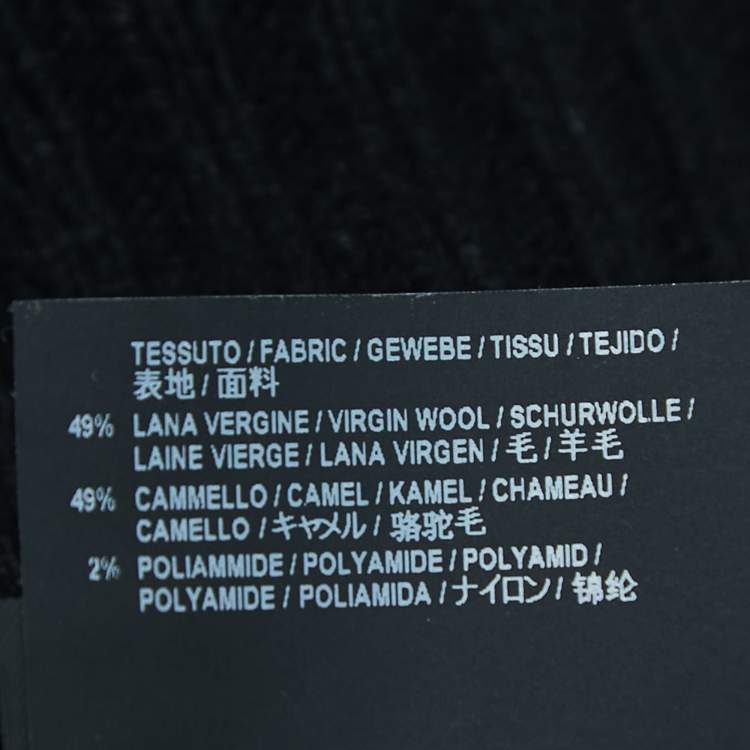 TESSUTO / FABRIC / GEWEBE / TISSU / TEJIDO /
表地 / 面料
49% LANA VERGINE / VIRGIN WOOL / SCHURWOLLE /
LAINE VIERGE / LANA VIRGEN / 毛 / 羊毛
49% CAMMELLO / CAMEL / KAMEL / CHAMEAU /
CAMELLO / キャメル / 骆驼毛
2% POLIAMMIDE / POLYAMIDE / POLYAMID /
POLYAMIDE / POLIAMIDA / ナイロン / 锦纶